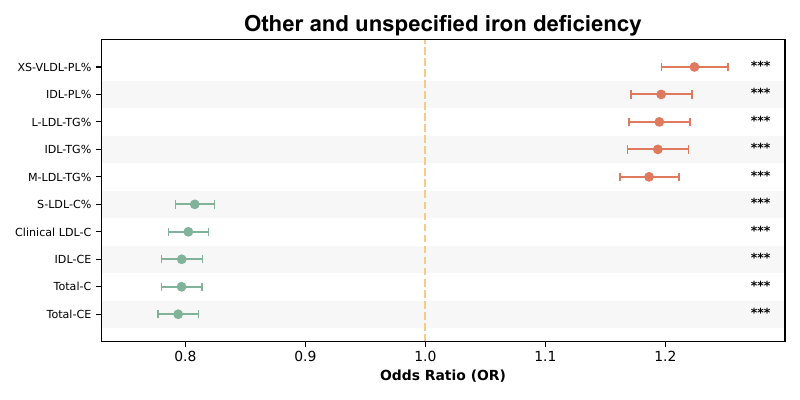 Other and unspecified iron deficiency
XS-VLDL-PL% ***
IDL-PL% ***
L-LDL-TG% ***
IDL-TG% ***
M-LDL-TG% ***
S-LDL-C% ***
Clinical LDL-C ***
IDL-CE ***
Total-C ***
Total-CE ***
0.8 0.9 1.0 1.1 1.2
Odds Ratio (OR)